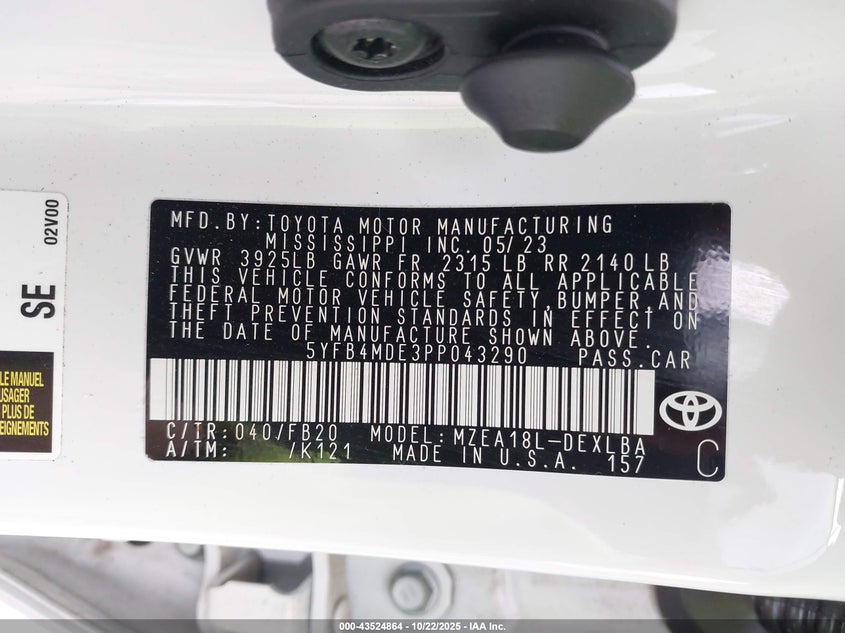 MFD.BY:TOYOTA MOTOR MANUFACTURING
MISSISSIPPI INC. 05/23
GVWR 3925LB GAWR FR 2315 LB RR 2140 LB
THIS VEHICLE CONFORMS TO ALL APPLICABLE
FEDERAL MOTOR VEHICLE SAFETY, BUMPER AND
THEFT PREVENTION STANDARDS IN EFFECT ON
THE DATE OF MANUFACTURE SHOWN ABOVE.
5YFB4MDE3PP043290 PASS.CAR
C/TR: 040/FB20 MODEL: MZEA18L-DEXLBA
A/TM: /K121 MADE IN U.S.A. 157 C
02V00
SE
LE MANUEL
USAGER
PLUS DE
EIGNEMENTS
000-43524864 - 10/22/2025 - IAA Inc.